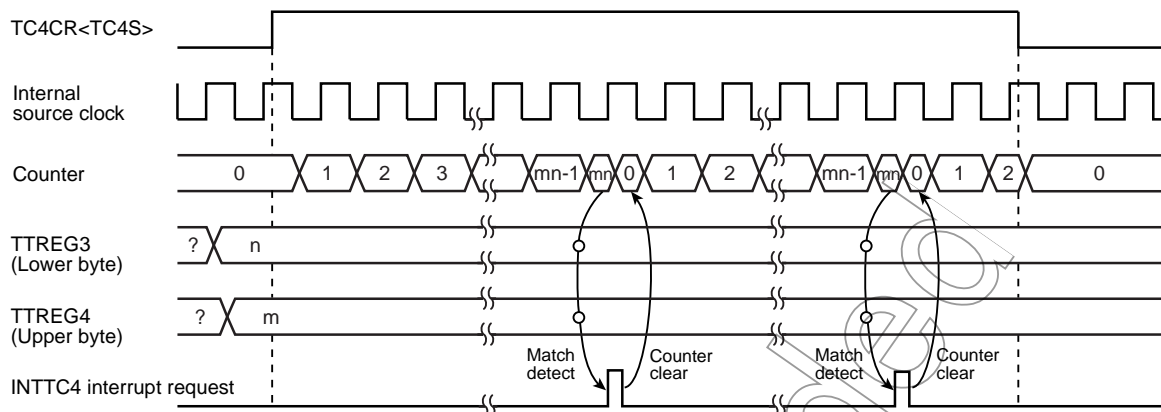 TC4CR<TC4S>
Internal
source clock
Counter
0 1 2 3 mn-1 mn 0 1 2 mn-1 mn 0 1 2 0
TTREG3
(Lower byte)
? n
TTREG4
(Upper byte)
? m
Match
detect
Counter
clear
Match
detect
Counter
clear
INTTC4 interrupt request